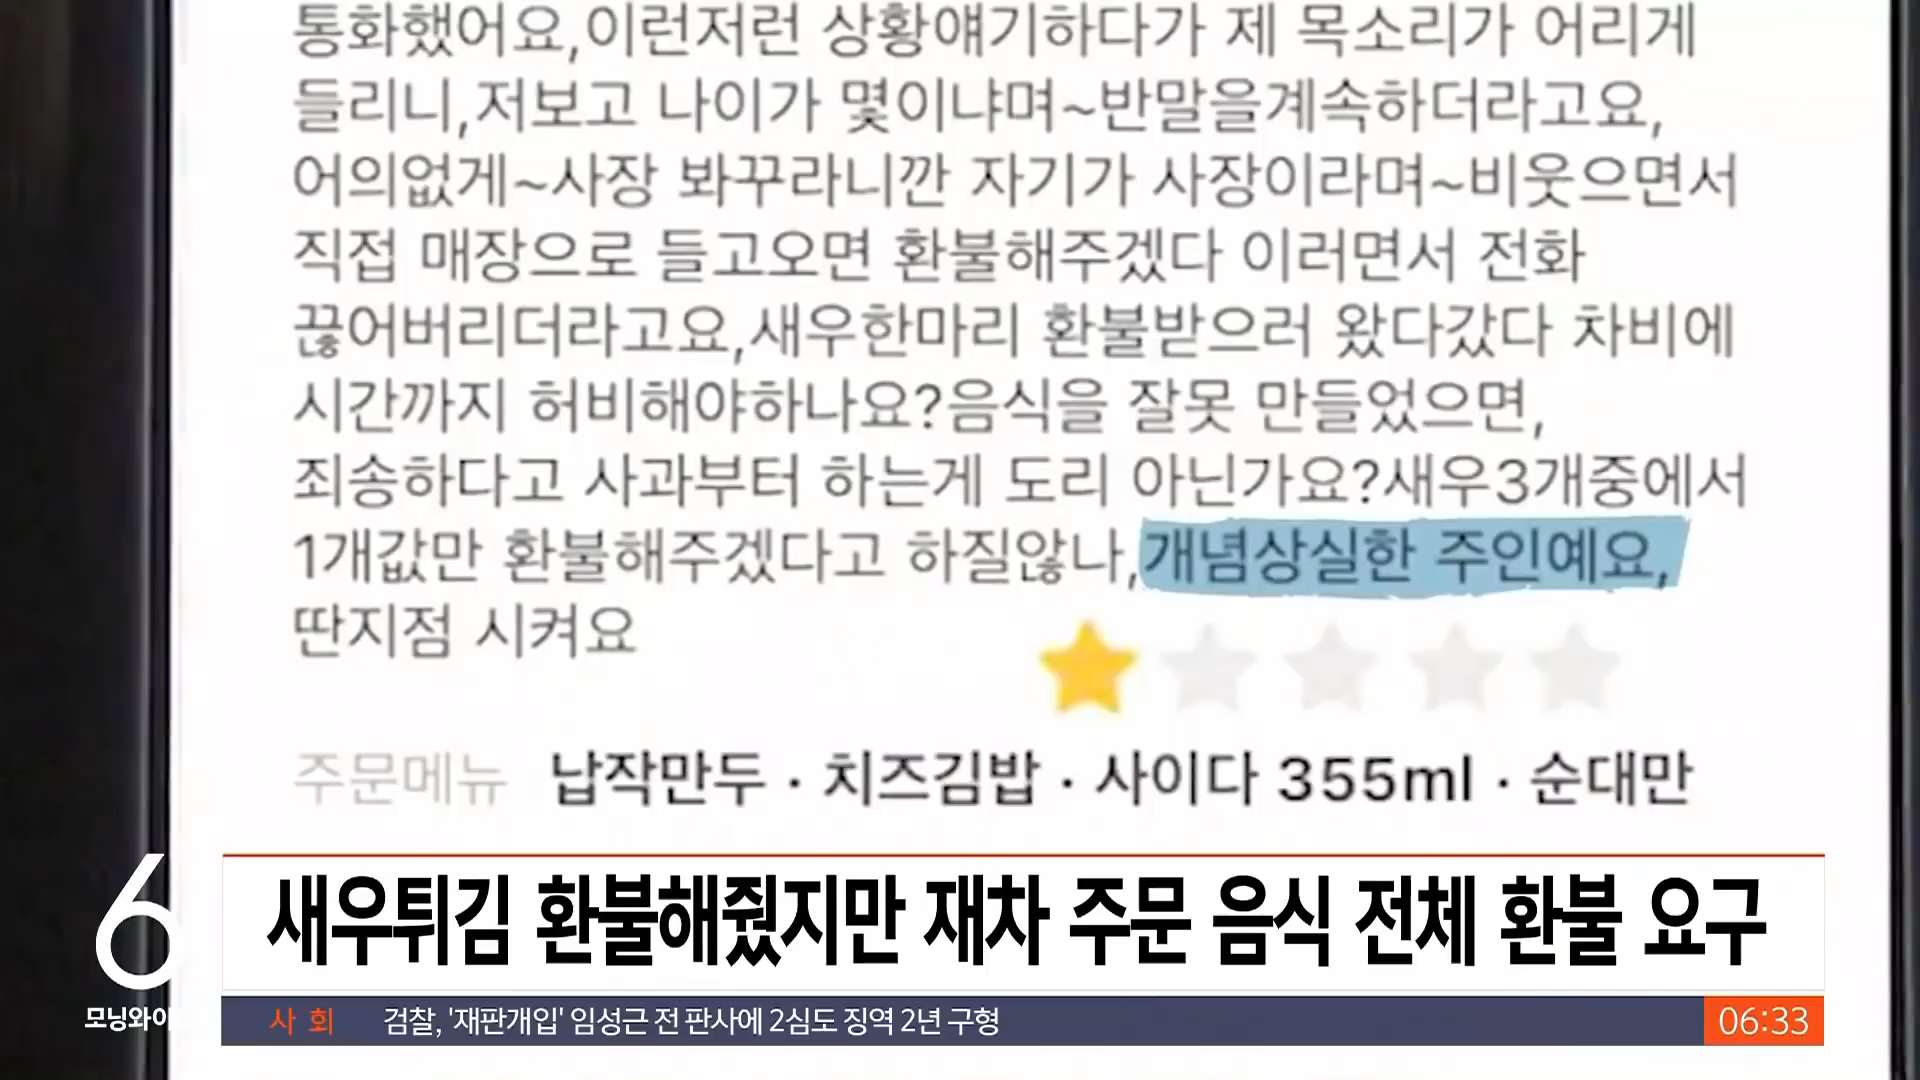 통화했어요,이런저런 상황얘기하다가 제 목소리가 어리게
들리니,저보고 나이가 몇이냐며~반말을계속하더라고요,
어의없게~사장 봐꾸라니깐 자기가 사장이라며~비웃으면서
직접 매장으로 들고오면 환불해주겠다 이러면서 전화
끊어버리더라고요,새우한마리 환불받으러 왔다갔다 차비에
시간까지 허비해야하나요?음식을 잘못 만들었으면,
죄송하다고 사과부터 하는게 도리 아닌가요?새우3개중에서
1개값만 환불해주겠다고 하질않나,개념상실한 주인예요,
딴지점 시켜요
주문메뉴 납작만두 · 치즈김밥 · 사이다 355ml · 순대만
새우튀김 환불해줬지만 재차 주문 음식 전체 환불 요구
6
모닝와이
사회 검찰, '재판개입' 임성근 전 판사에 2심도 징역 2년 구형 06:33